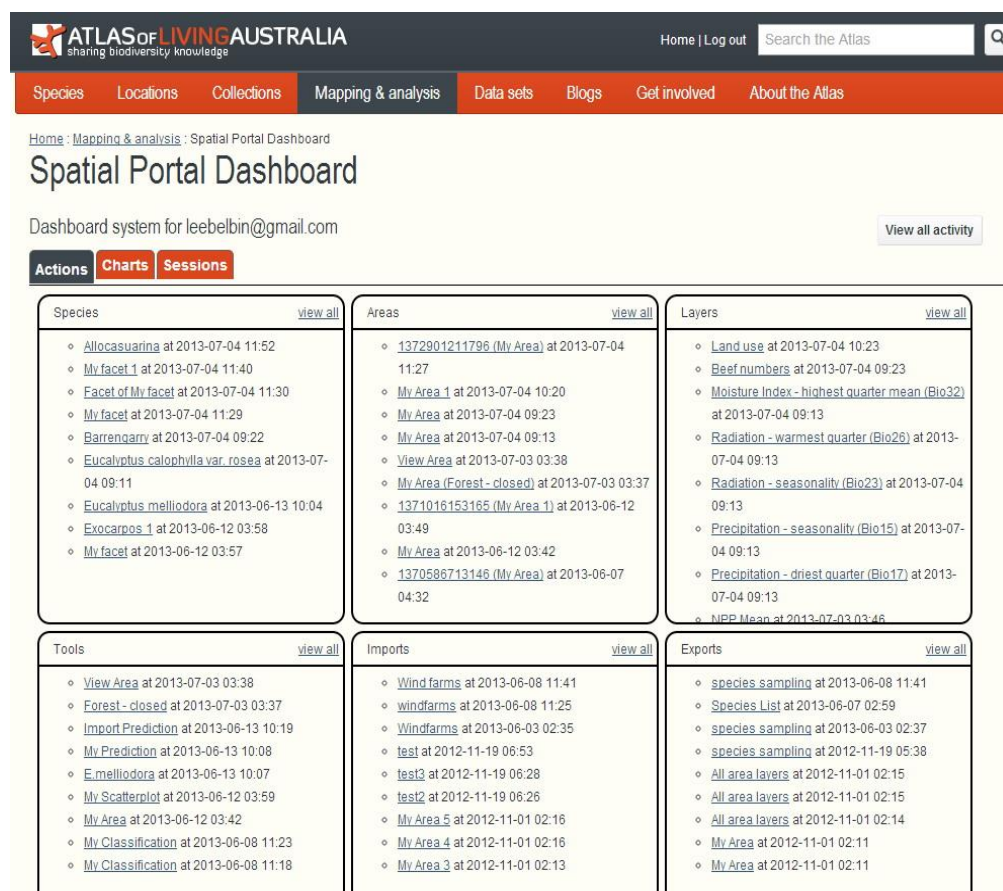 ATLAS OF LIVING AUSTRALIA
sharing biodiversity knowledge
Home | Log out
Search the Atlas
Species Locations Collections Mapping & analysis Data sets Blogs Get involved About the Atlas
Home : Mapping & analysis : Spatial Portal Dashboard
Spatial Portal Dashboard
Dashboard system for leebelbin@gmail.com
View all activity
Actions Charts Sessions
Species view all
Allocasuarina at 2013-07-04 11:52
My facet 1 at 2013-07-04 11:40
Facet of My facet at 2013-07-04 11:30
My facet at 2013-07-04 11:29
Barrengarry at 2013-07-04 09:22
Eucalyptus calophylla var. rosea at 2013-07-
04 09:11
Eucalyptus melliodora at 2013-06-13 10:04
Exocarpos 1 at 2013-06-12 03:58
My facet at 2013-06-12 03:57
Areas view all
1372901211796 (My Area) at 2013-07-04
11:27
My Area 1 at 2013-07-04 10:20
My Area at 2013-07-04 09:23
My Area at 2013-07-04 09:13
View Area at 2013-07-03 03:38
My Area (Forest - closed) at 2013-07-03 03:37
1371016153165 (My Area 1) at 2013-06-12
03:49
My Area at 2013-06-12 03:42
1370586713146 (My Area) at 2013-06-07
04:32
Layers view all
Land use at 2013-07-04 10:23
Beef numbers at 2013-07-04 09:23
Moisture Index - highest quarter mean (Bio32)
at 2013-07-04 09:13
Radiation - warmest quarter (Bio26) at 2013-
07-04 09:13
Radiation - seasonality (Bio23) at 2013-07-04
09:13
Precipitation - seasonality (Bio15) at 2013-07-
04 09:13
Precipitation - driest quarter (Bio17) at 2013-
07-04 09:13
NPP Mean at 2013-07-03 03:46
Tools view all
View Area at 2013-07-03 03:38
Forest - closed at 2013-07-03 03:37
Import Prediction at 2013-06-13 10:19
My Prediction at 2013-06-13 10:08
E.melliodora at 2013-06-13 10:07
My Scatterplot at 2013-06-12 03:59
My Area at 2013-06-12 03:42
My Classification at 2013-06-08 11:23
My Classification at 2013-06-08 11:18
Imports view all
Wind farms at 2013-06-08 11:41
windfarms at 2013-06-08 11:25
Windfarms at 2013-06-03 02:35
test at 2012-11-19 06:53
test3 at 2012-11-19 06:28
test2 at 2012-11-19 06:26
My Area 5 at 2012-11-01 02:16
My Area 4 at 2012-11-01 02:16
My Area 3 at 2012-11-01 02:13
Exports view all
species sampling at 2013-06-08 11:41
Species List at 2013-06-07 02:59
species sampling at 2013-06-03 02:37
species sampling at 2012-11-19 05:38
All area layers at 2012-11-01 02:15
All area layers at 2012-11-01 02:15
All area layers at 2012-11-01 02:14
My Area at 2012-11-01 02:11
My Area at 2012-11-01 02:11